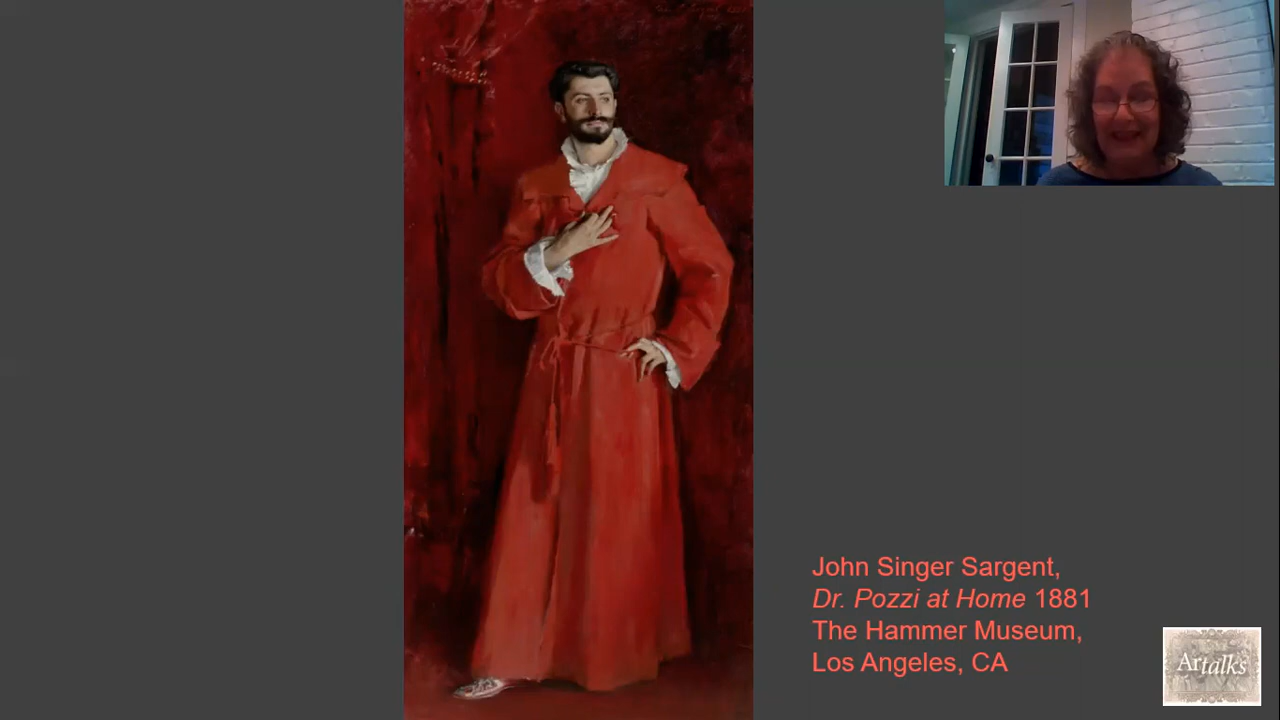 John Singer Sargent,
Dr. Pozzi at Home 1881
The Hammer Museum,
Los Angeles, CA
Artalks